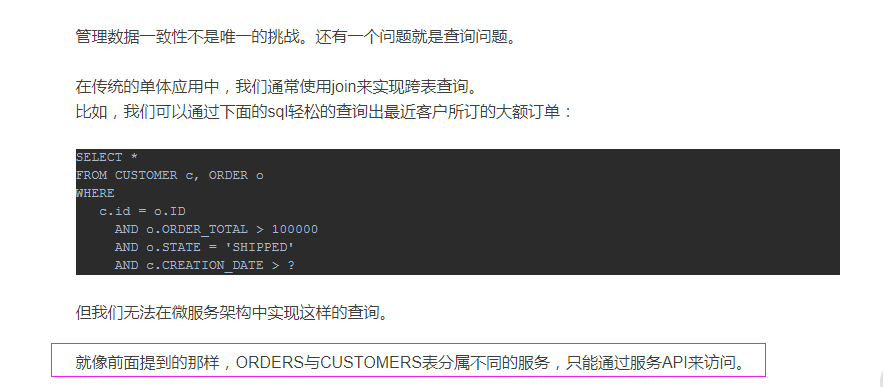 管理数据一致性不是唯一的挑战。还有一个问题就是查询问题。
在传统的单体应用中，我们通常使用join来实现跨表查询。
比如，我们可以通过下面的sql轻松的查询出最近客户所订的大额订单：
SELECT *
FROM CUSTOMER c, ORDER o
WHERE
   c.id = o.ID
     AND o.ORDER_TOTAL > 100000
     AND o.STATE = 'SHIPPED'
     AND c.CREATION_DATE > ?
但我们无法在微服务架构中实现这样的查询。
就像前面提到的那样，ORDERS与CUSTOMERS表分属不同的服务，只能通过服务API来访问。